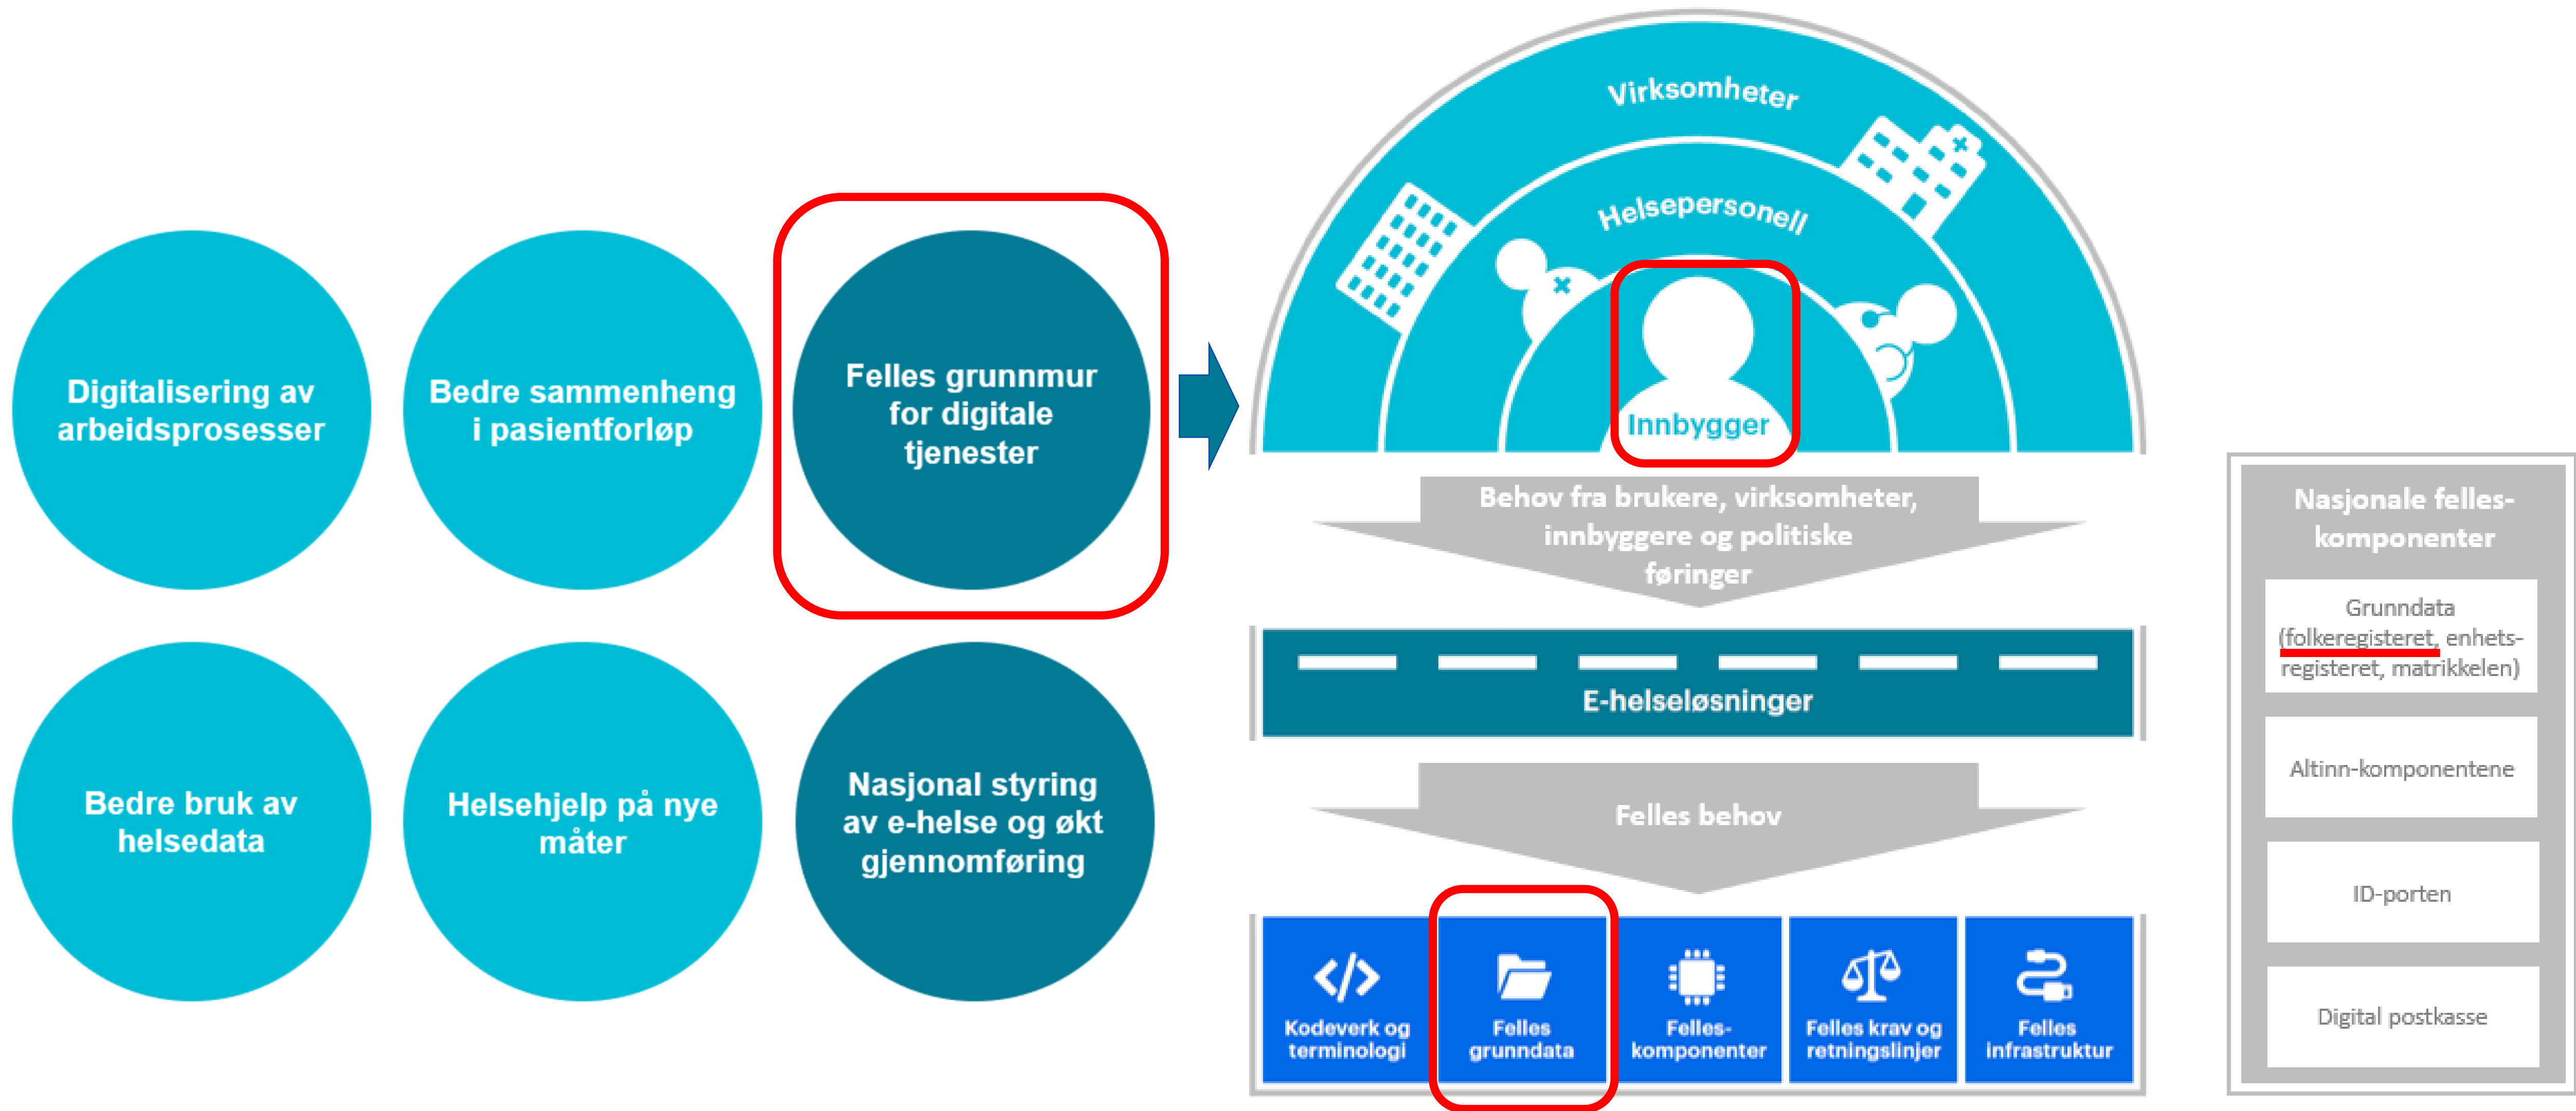 Digitalisering av
arbeidsprosesser
Bedre sammenheng
i pasientforløp
Felles grunnmur
for digitale
tjenester
Bedre bruk av
helsedata
Helsehjelp på nye
måter
Nasjonal styring
av e-helse og økt
gjennomføring
Virksomheter
Helsepersonell
Innbygger
Behov fra brukere, virksomheter,
innbyggere og politiske
føringer
E-helseløsninger
Felles behov
Kodeverk og
terminologi
Felles
grunndata
Felles-
komponenter
Felles krav og
retningslinjer
Felles
infrastruktur
Nasjonale felles-
komponenter
Grunndata
(folkeregisteret, enhets-
registeret, matrikkelen)
Altinn-komponentene
ID-porten
Digital postkasse